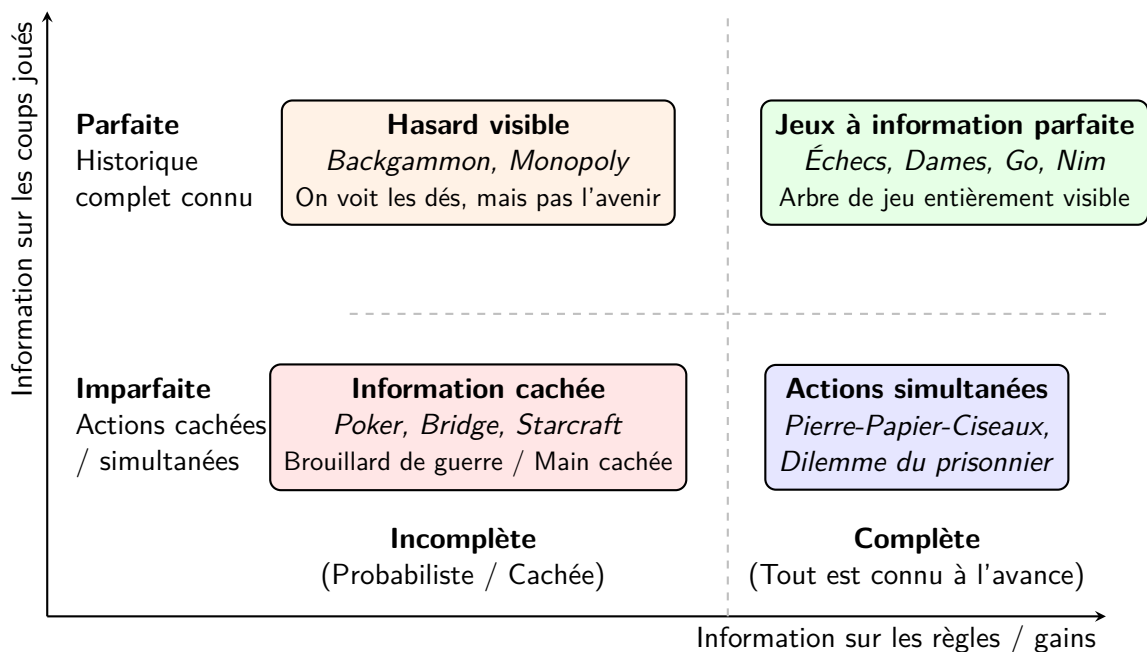 Information sur les coups joués
Parfaite
Historique
complet connu
Hasard visible
Backgammon, Monopoly
On voit les dés, mais pas l'avenir
Jeux à information parfaite
Échecs, Dames, Go, Nim
Arbre de jeu entièrement visible
Imparfaite
Actions cachées
/ simultanées
Information cachée
Poker, Bridge, Starcraft
Brouillard de guerre / Main cachée
Actions simultanées
Pierre-Papier-Ciseaux,
Dilemme du prisonnier
Incomplète
(Probabiliste / Cachée)
Complète
(Tout est connu à l'avance)
Information sur les règles / gains